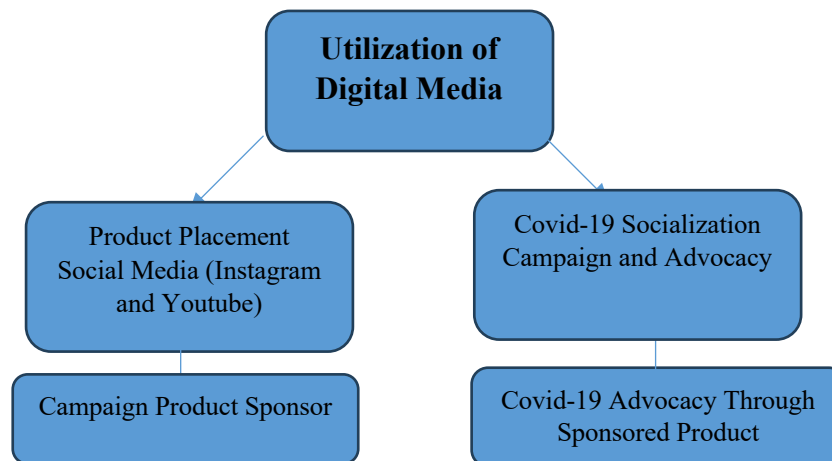 Utilization of
Digital Media
Product Placement
Social Media (Instagram
and Youtube)
Covid-19 Socialization
Campaign and Advocacy
Campaign Product Sponsor
Covid-19 Advocacy Through
Sponsored Product